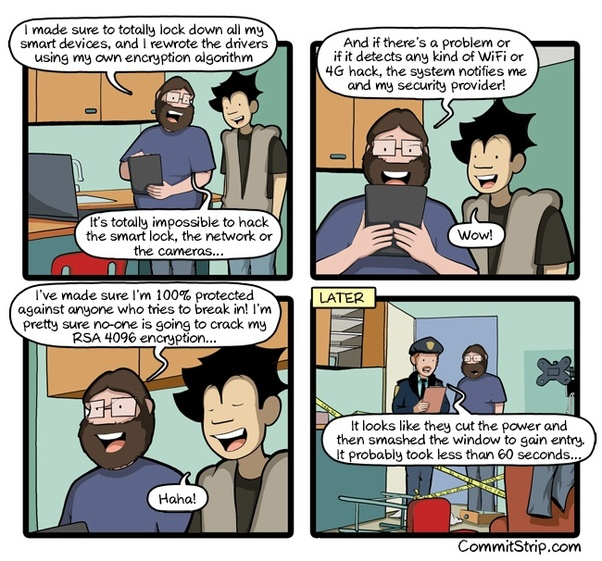 I made sure to totally lock down all my
smart devices, and I rewrote the drivers
using my own encryption algorithm
It's totally impossible to hack
the smart lock, the network or
the cameras...
And if there's a problem or
if it detects any kind of WiFi or
4G hack, the system notifies me
and my security provider!
Wow!
I've made sure I'm 100% protected
against anyone who tries to break in! I'm
pretty sure no-one is going to crack my
RSA 4096 encryption...
Haha!
LATER
It looks like they cut the power and
then smashed the window to gain entry.
It probably took less than 60 seconds...
CommitStrip.com